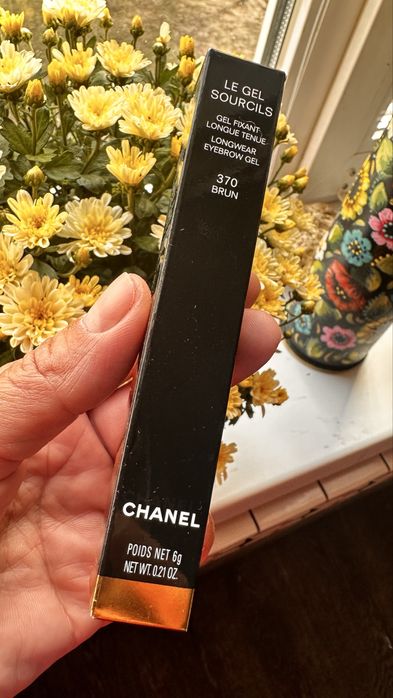 LE GEL
SOURCILS
GEL FIXANT
LONGUE TENUE
LONGWEAR
EYEBROW GEL
370
BRUN
CHANEL
POIDS NET 6g
NET WT. 0.21 OZ.